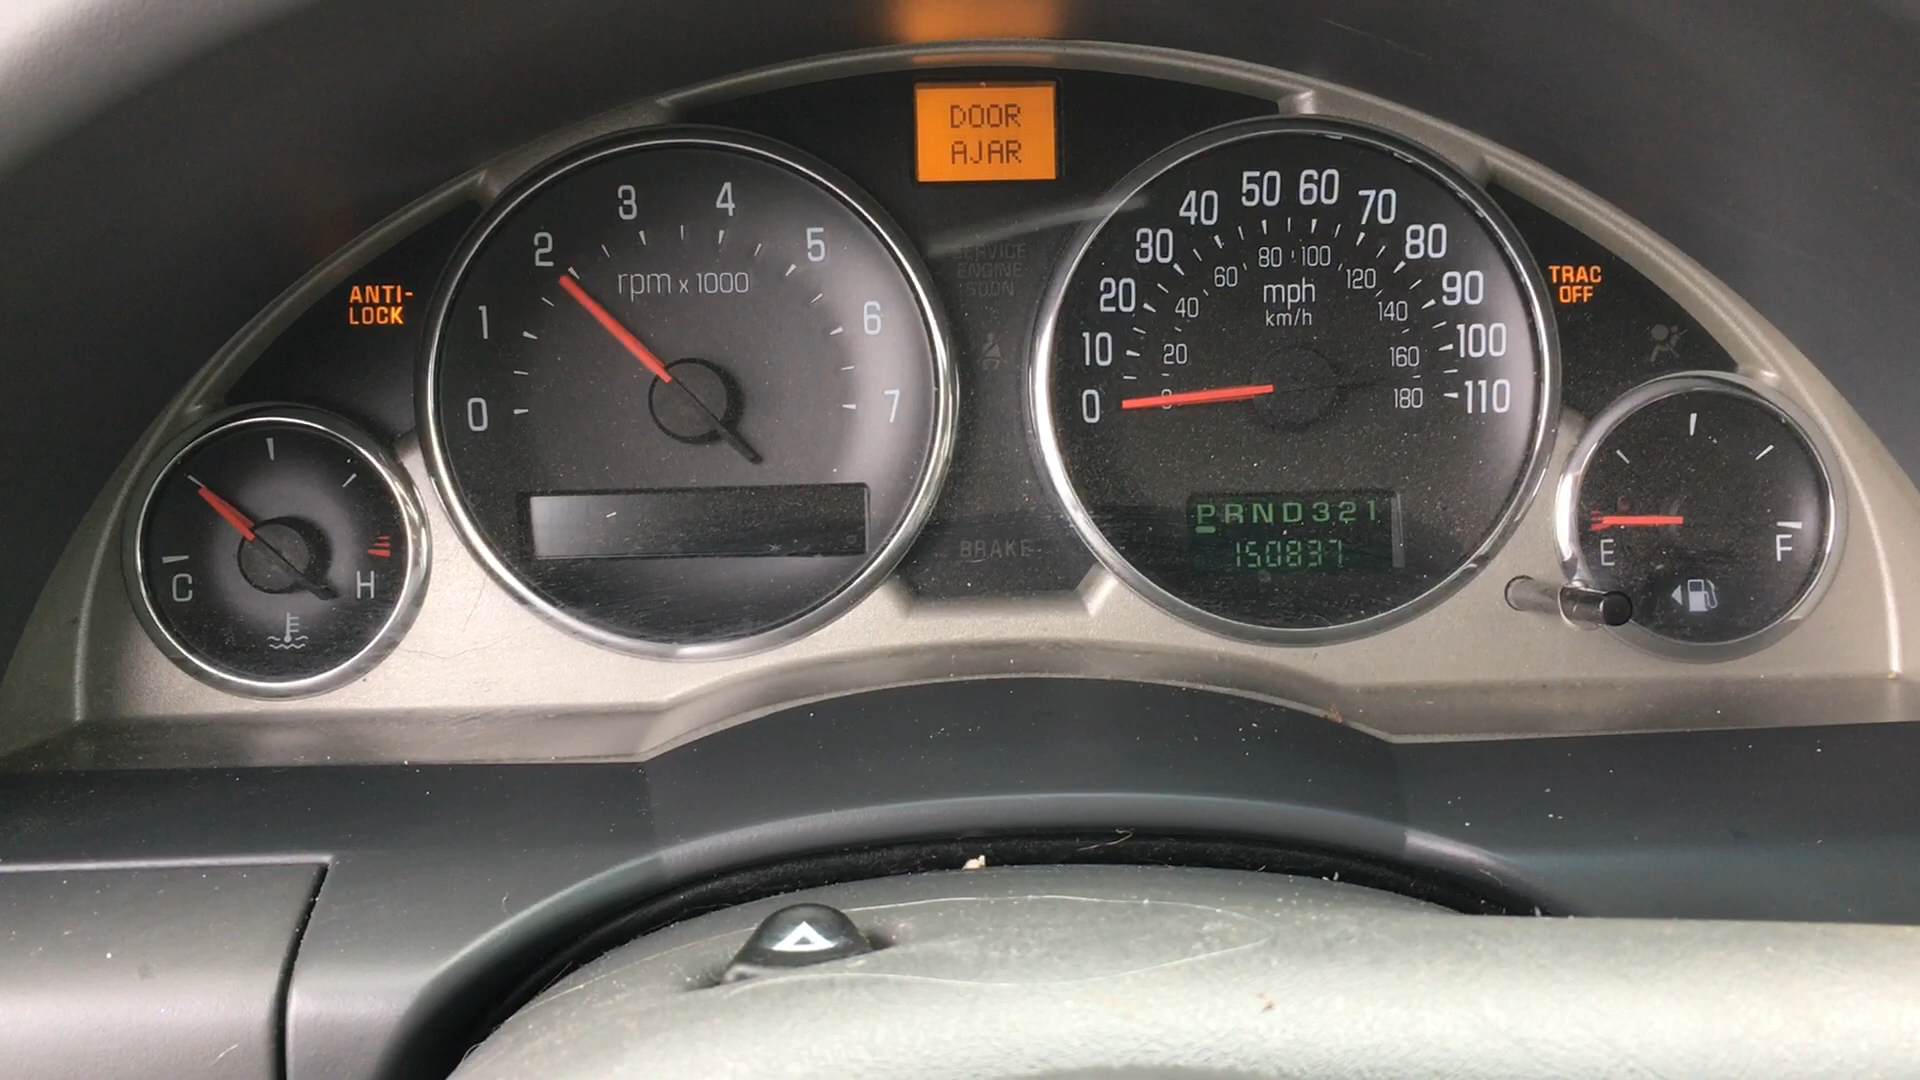 DOOR
AJAR
ANTI-
LOCK
0
1
2
3
4
5
6
7
rpm x 1000
SERVICE
ENGINE
SOON
BRAKE
0 10 20 30 40 50 60 70 80 90 100 110
0 20 40 60 80 100 120 140 160 180
mph
km/h
PRND321
150837
TRAC
OFF
C H
E F